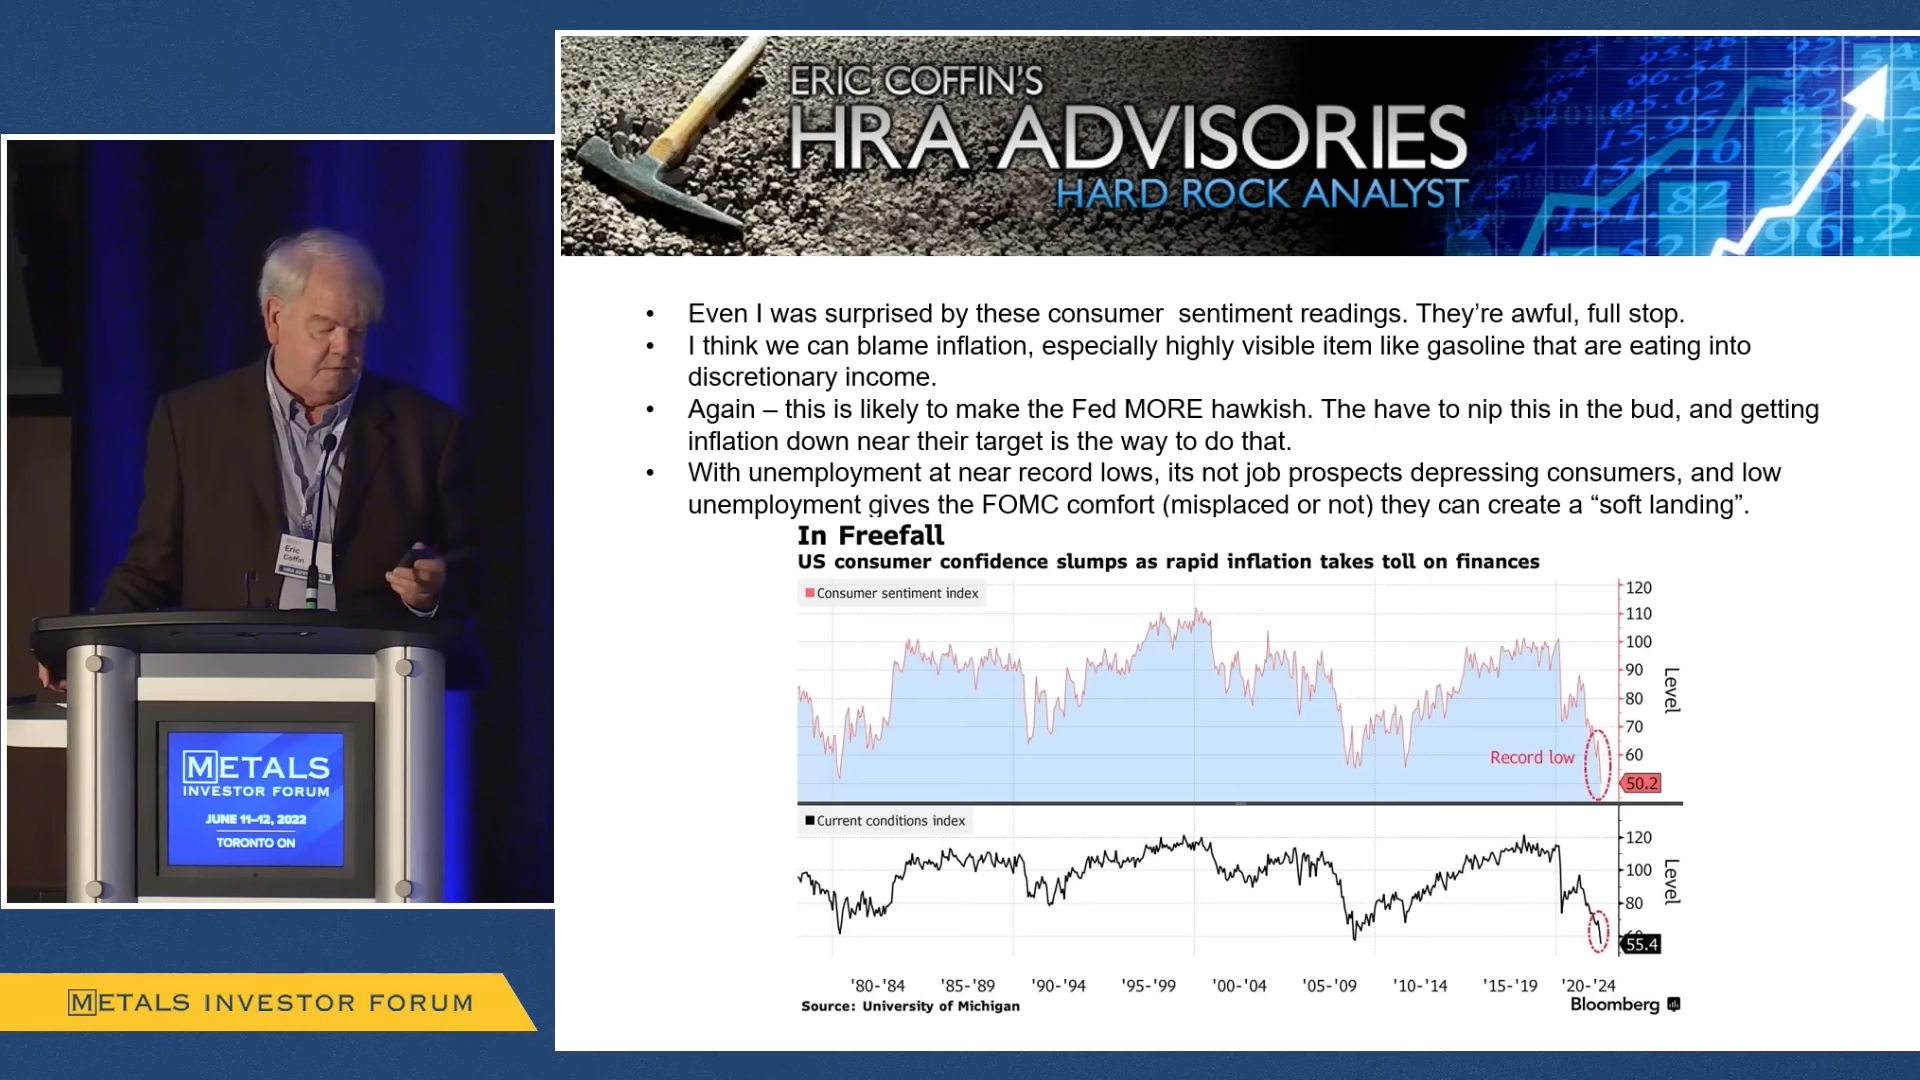 ERIC COFFIN'S
HRA ADVISORIES
HARD ROCK ANALYST
• Even I was surprised by these consumer  sentiment readings. They’re awful, full stop.
• I think we can blame inflation, especially highly visible item like gasoline that are eating into
discretionary income.
• Again – this is likely to make the Fed MORE hawkish. The have to nip this in the bud, and getting
inflation down near their target is the way to do that.
• With unemployment at near record lows, its not job prospects depressing consumers, and low
unemployment gives the FOMC comfort (misplaced or not) they can create a “soft landing”.
In Freefall
US consumer confidence slumps as rapid inflation takes toll on finances
Consumer sentiment index
120
110
100
90
80
70
60
50.2
Level
Record low
Current conditions index
120
100
80
55.4
Level
'80-'84 '85-'89 '90-'94 '95-'99 '00-'04 '05-'09 '10-'14 '15-'19 '20-'24
Source: University of Michigan
Bloomberg
Eric
Coffin
METALS
INVESTOR FORUM
JUNE 11–12, 2022
TORONTO ON
METALS INVESTOR FORUM